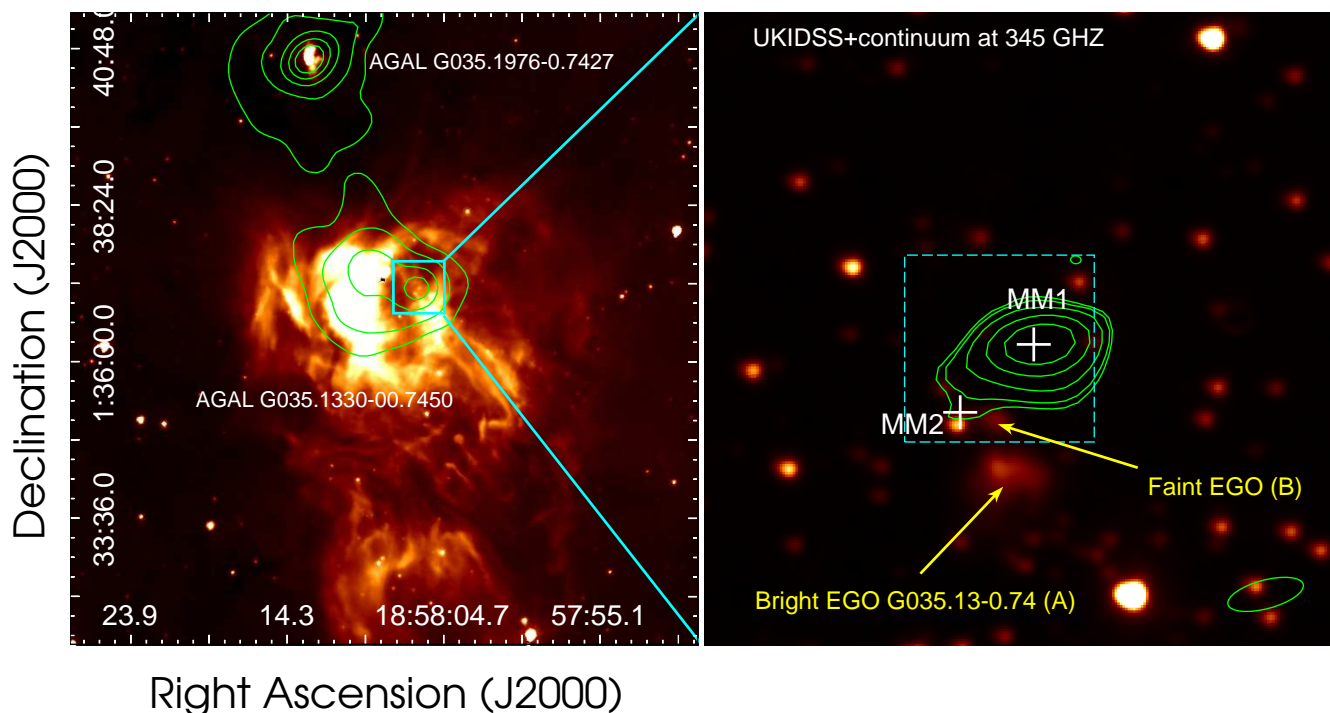 AGAL G035.1976-0.7427
AGAL G035.1330-00.7450
40:48.0
38:24.0
1:36:00.0
33:36.0
Declination (J2000)
23.9 14.3 18:58:04.7 57:55.1
Right Ascension (J2000)
UKIDSS+continuum at 345 GHZ
MM1
MM2
Faint EGO (B)
Bright EGO G035.13-0.74 (A)